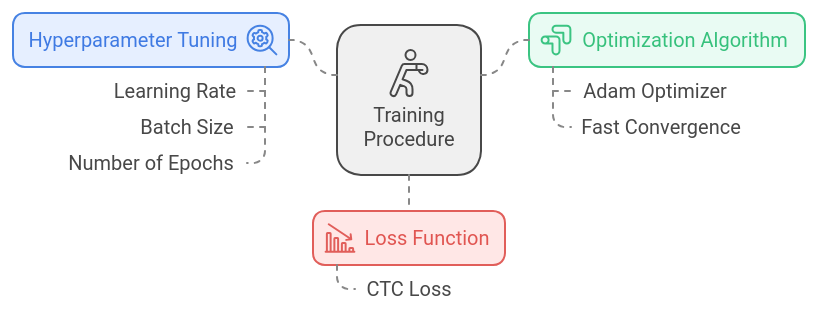 Hyperparameter Tuning
Learning Rate
Batch Size
Number of Epochs
Training
Procedure
Optimization Algorithm
Adam Optimizer
Fast Convergence
Loss Function
CTC Loss